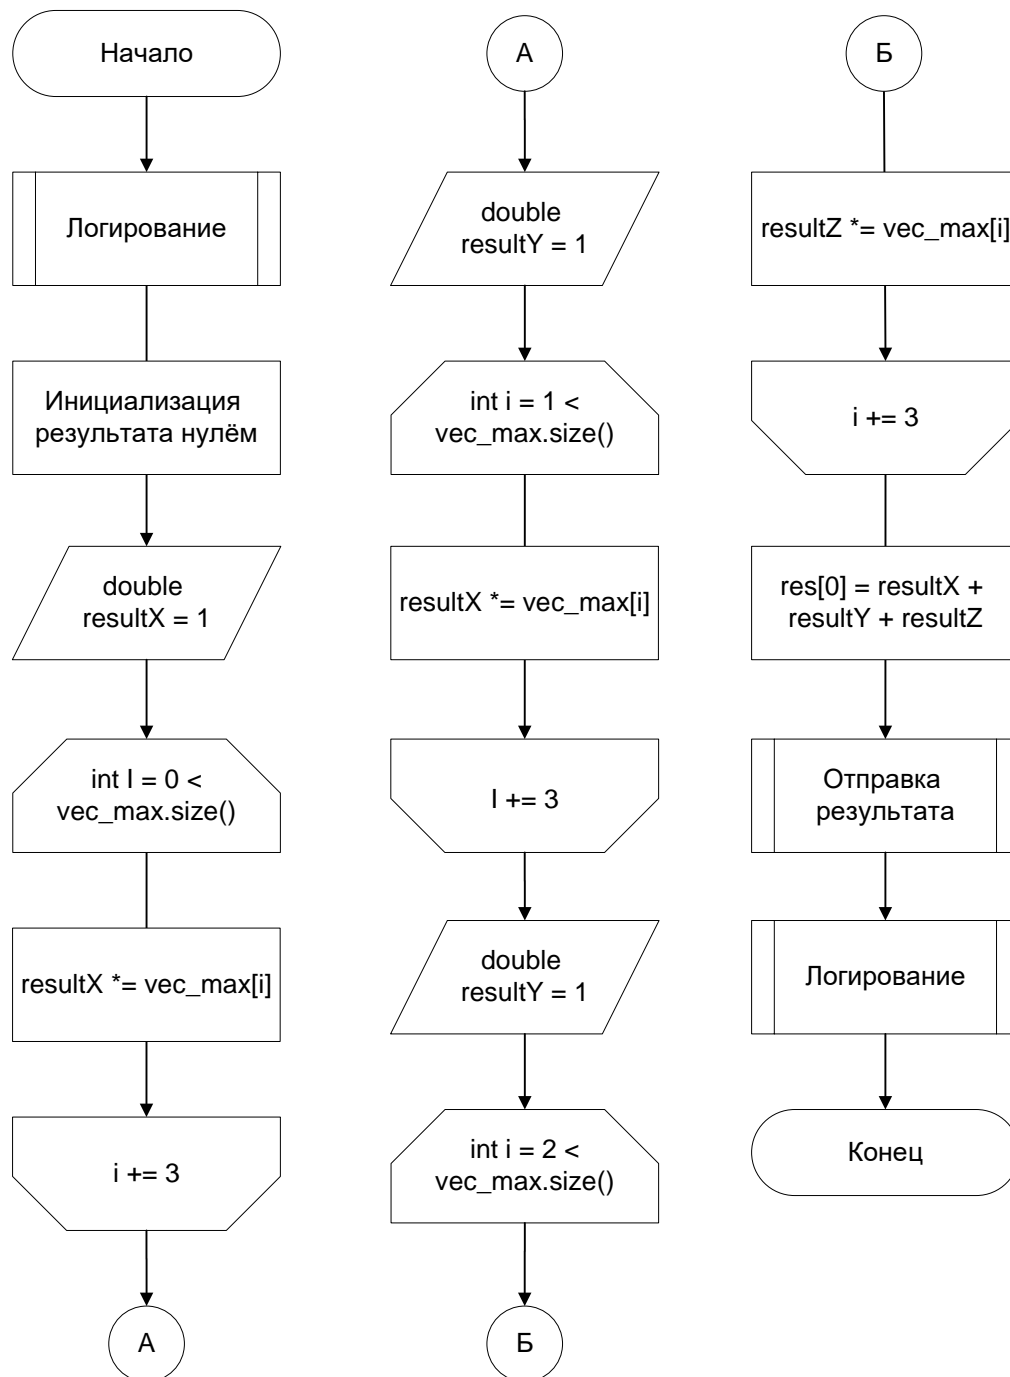 Начало
Логирование
Инициализация
результата нулём
double
resultX = 1
int I = 0 <
vec_max.size()
resultX *= vec_max[i]
i += 3
А
А
double
resultY = 1
int i = 1 <
vec_max.size()
resultX *= vec_max[i]
I += 3
double
resultY = 1
int i = 2 <
vec_max.size()
Б
Б
resultZ *= vec_max[i]
i += 3
res[0] = resultX +
resultY + resultZ
Отправка
результата
Логирование
Конец